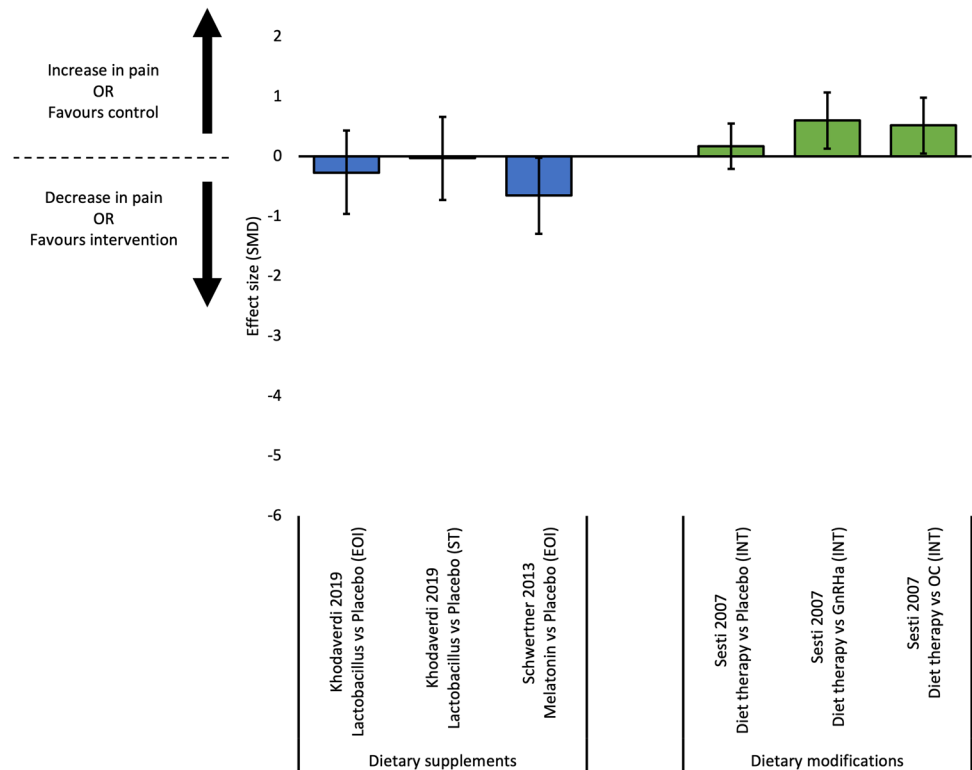 Increase in pain
OR
Favours control
Decrease in pain
OR
Favours intervention
Effect size (SMD)
2
1
0
-1
-2
-3
-4
-5
-6
Khodaverdi 2019
Lactobacillus vs Placebo (EOI)
Khodaverdi 2019
Lactobacillus vs Placebo (ST)
Schwertner 2013
Melatonin vs Placebo (EOI)
Sesti 2007
Diet therapy vs Placebo (INT)
Sesti 2007
Diet therapy vs GnRHa (INT)
Sesti 2007
Diet therapy vs OC (INT)
Dietary supplements
Dietary modifications